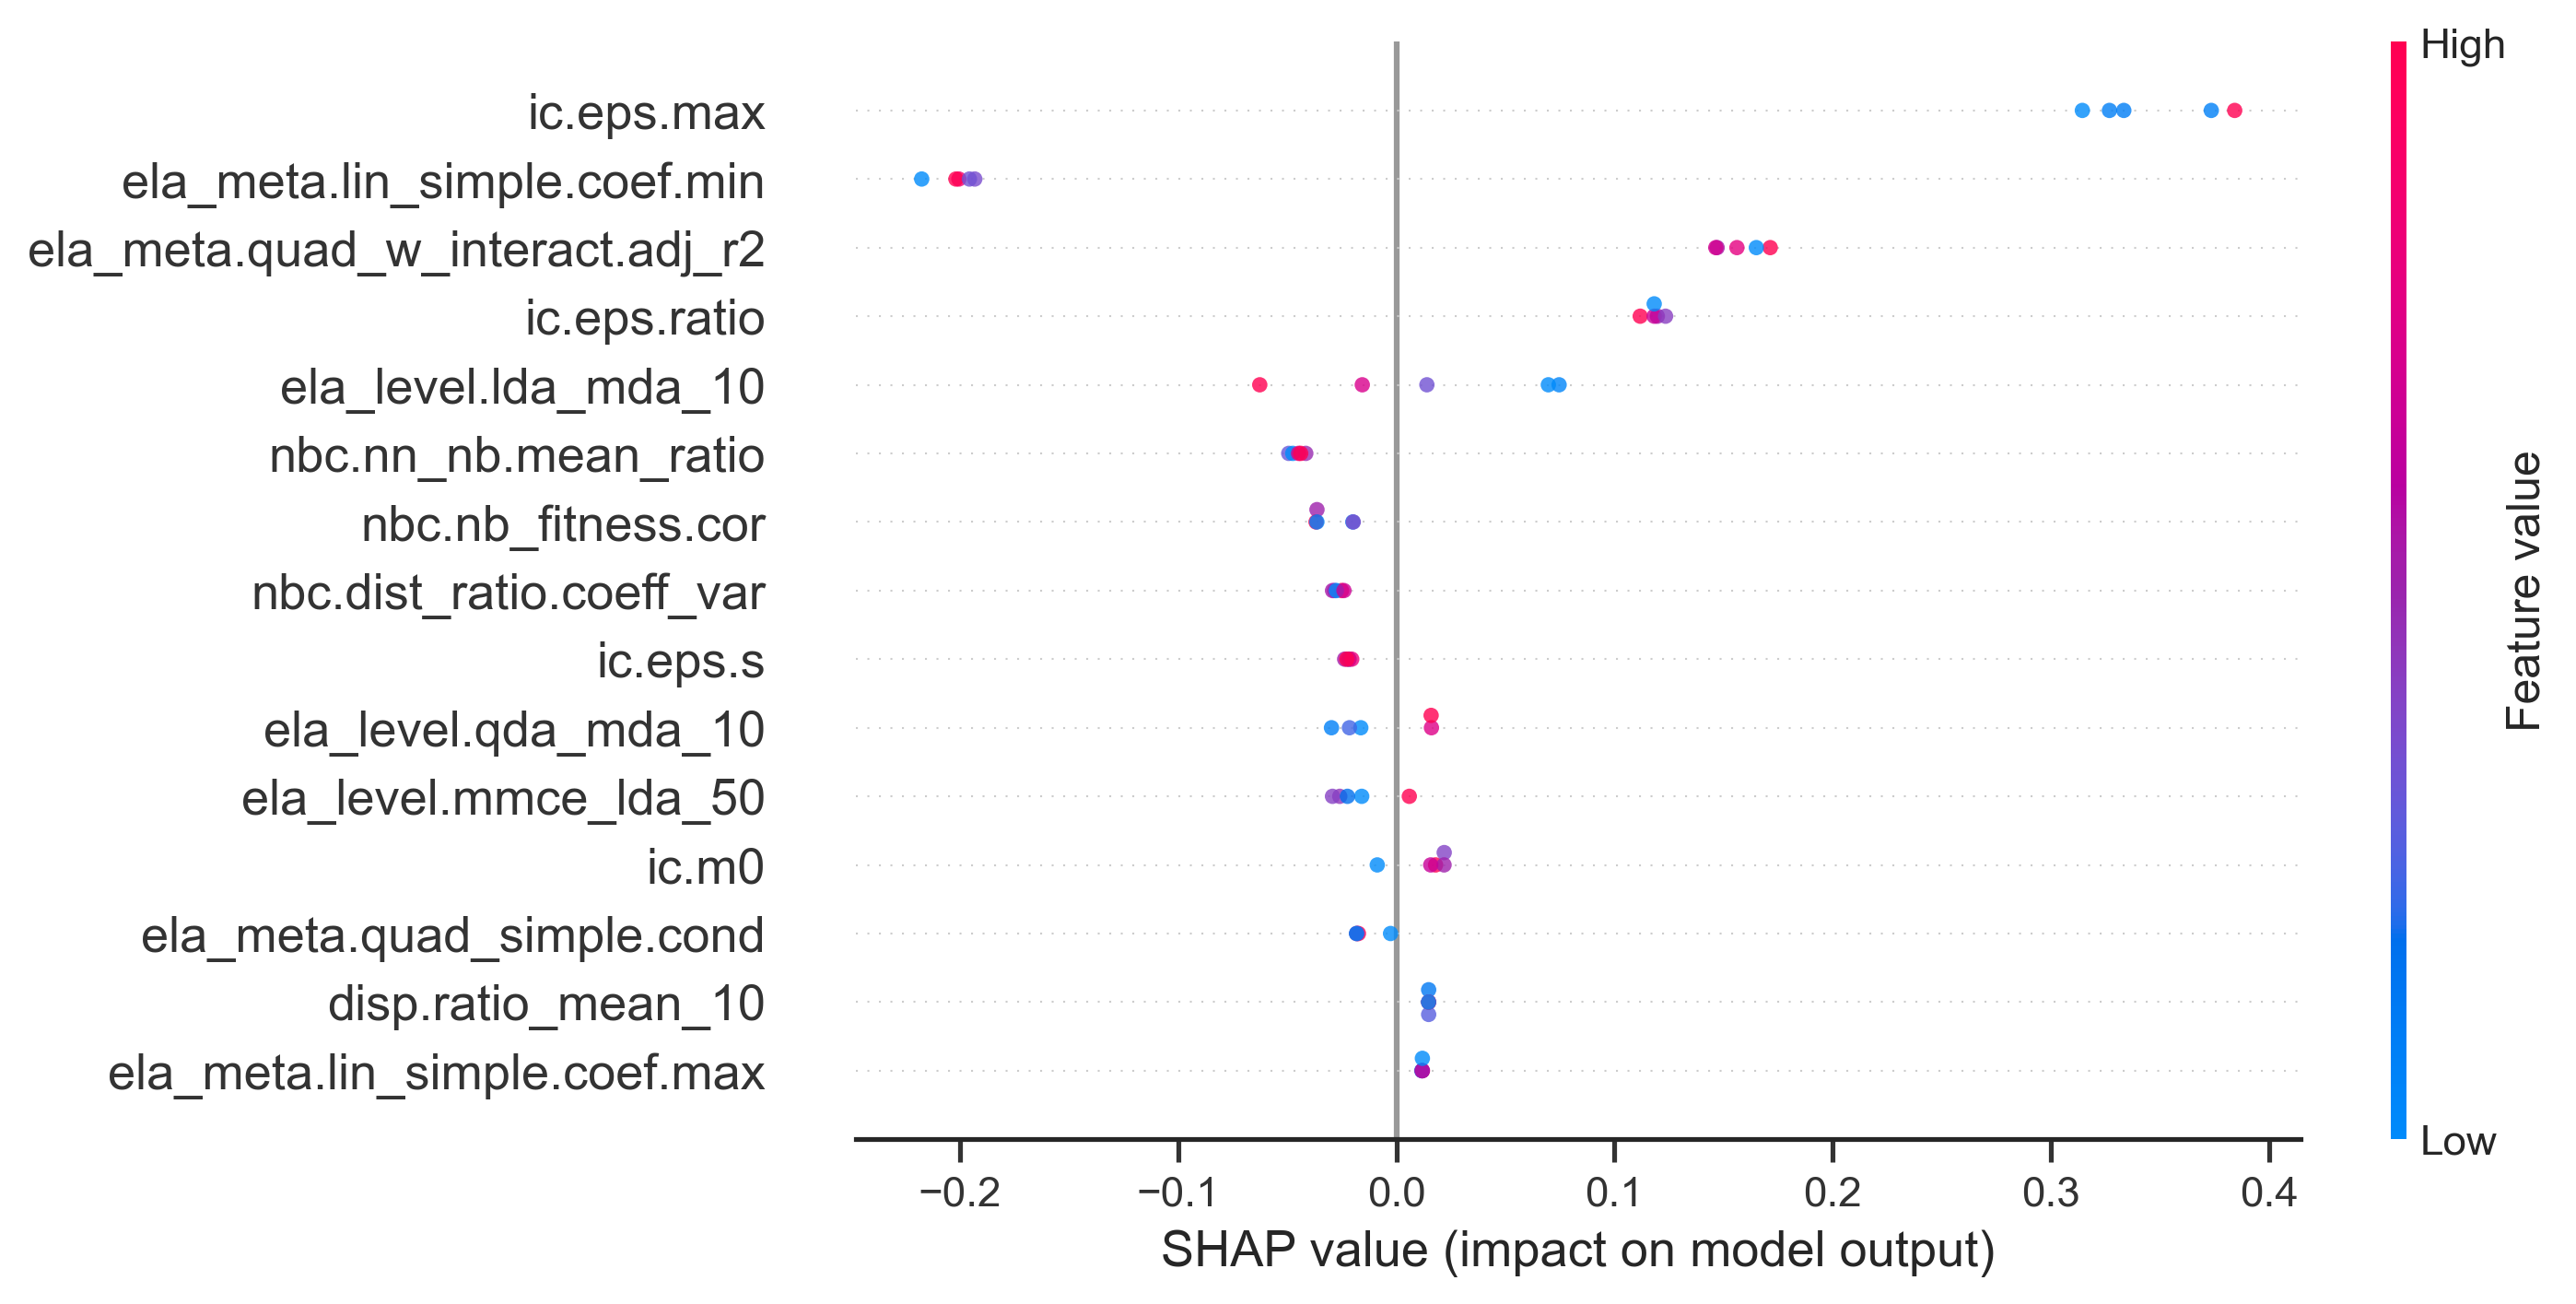 High
ic.eps.max
ela_meta.lin_simple.coef.min
ela_meta.quad_w_interact.adj_r2
ic.eps.ratio
ela_level.lda_mda_10
nbc.nn_nb.mean_ratio
nbc.nb_fitness.cor
nbc.dist_ratio.coeff_var
ic.eps.s
ela_level.qda_mda_10
ela_level.mmce_lda_50
ic.m0
ela_meta.quad_simple.cond
disp.ratio_mean_10
ela_meta.lin_simple.coef.max
Feature value
Low
−0.2 −0.1 0.0 0.1 0.2 0.3 0.4
SHAP value (impact on model output)